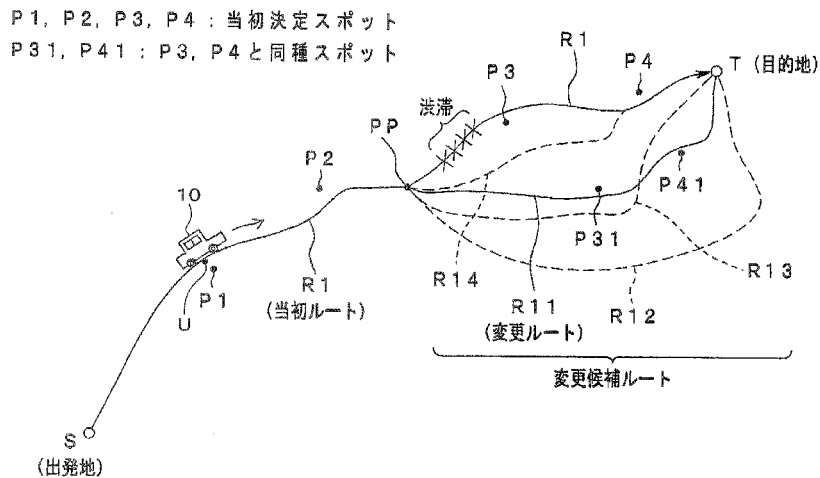 P1, P2, P3, P4 : 当初決定スポット
P31, P41 : P3, P4と同種スポット
R1
P3
P4
T (目的地)
渋滞
PP
P2
10
P41
P31
P1
U
R1
(当初ルート)
R14
R11
(変更ルート)
R12
R13
変更候補ルート
S
(出発地)